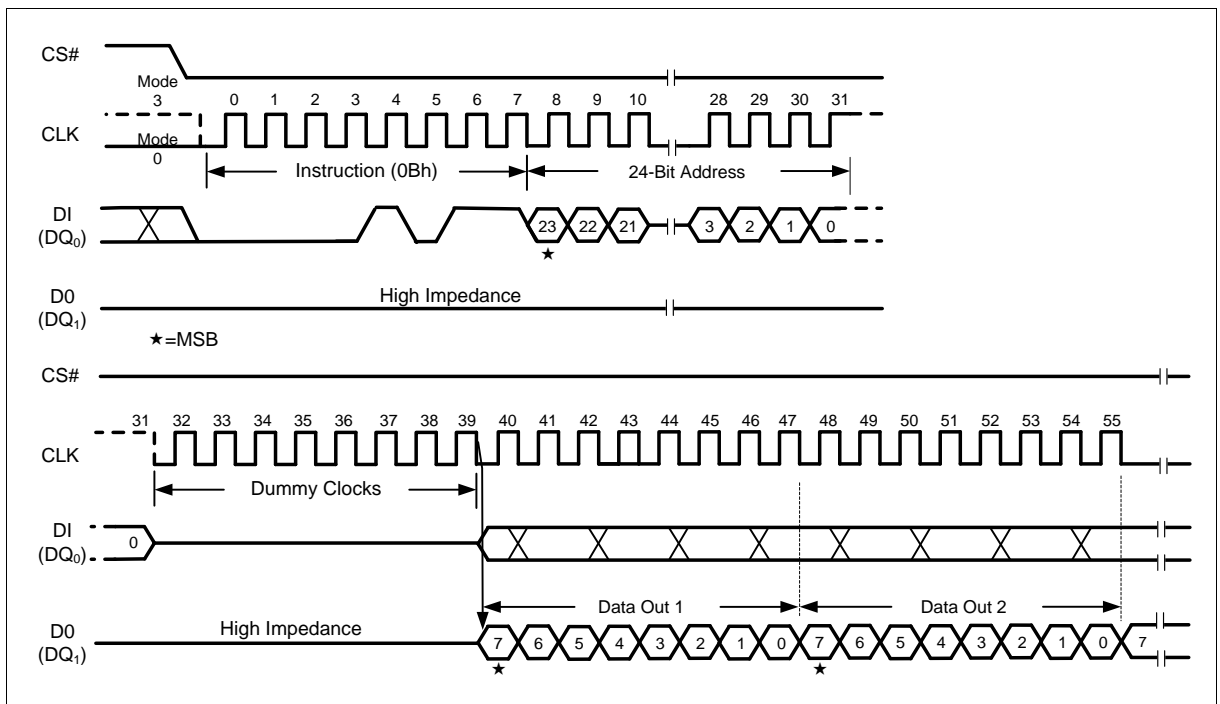 CS#
Mode
3
0 1 2 3 4 5 6 7 8 9 10 28 29 30 31
CLK
Mode
0
Instruction (0Bh) 24-Bit Address
DI
(DQ0)
23 22 21 3 2 1 0
★
D0
(DQ1)
High Impedance
★=MSB
CS#
31 32 33 34 35 36 37 38 39 40 41 42 43 44 45 46 47 48 49 50 51 52 53 54 55
CLK
Dummy Clocks
DI
(DQ0)
0
Data Out 1 Data Out 2
D0
(DQ1)
High Impedance
7 6 5 4 3 2 1 0 7 6 5 4 3 2 1 0 7
★ ★